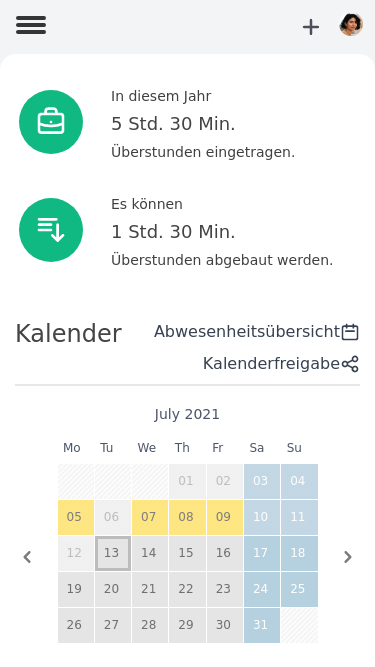 In diesem Jahr
5 Std. 30 Min.
Überstunden eingetragen.
Es können
1 Std. 30 Min.
Überstunden abgebaut werden.
Kalender
Abwesenheitsübersicht
Kalenderfreigabe
July 2021
Mo Tu We Th Fr Sa Su
01 02 03 04
05 06 07 08 09 10 11
12 13 14 15 16 17 18
19 20 21 22 23 24 25
26 27 28 29 30 31